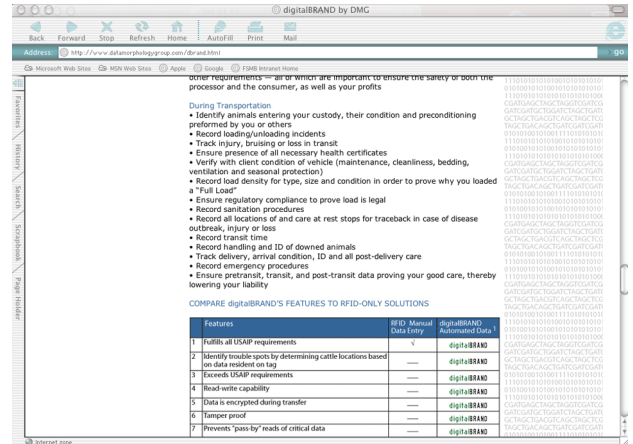 digitalBRAND by DMG
Back Forward Stop Refresh Home AutoFill Print Mail
Address: http://www.datamorphologygroup.com/dbrand.html go
Microsoft Web Sites MSN Web Sites Apple Google FSMB Intranet Home
Favorites
History
Search
Scrapbook
Page Holder
other requirements — all of which are important to ensure the safety of both the
processor and the consumer, as well as your profits
During Transportation
• Identify animals entering your custody, their condition and preconditioning
preformed by you or others
• Record loading/unloading incidents
• Track injury, bruising or loss in transit
• Ensure presence of all necessary health certificates
• Verify with client condition of vehicle (maintenance, cleanliness, bedding,
ventilation and seasonal protection)
• Record load density for type, size and condition in order to prove why you loaded
a "Full Load"
• Ensure regulatory compliance to prove load is legal
• Record sanitation procedures
• Record all locations of and care at rest stops for traceback in case of disease
outbreak, injury or loss
• Record transit time
• Record handling and ID of downed animals
• Track delivery, arrival condition, ID and all post-delivery care
• Record emergency procedures
• Ensure pretransit, transit, and post-transit data proving your good care, thereby
lowering your liability
COMPARE digitalBRAND'S FEATURES TO RFID-ONLY SOLUTIONS
Features RFID Manual Data Entry digitalBRAND Automated Data 1
1 Fulfills all USAIP requirements √ digitalBRAND
2 Identify trouble spots by determining cattle locations based
on data resident on tag — digitalBRAND
3 Exceeds USAIP requirements — digitalBRAND
4 Read-write capability — digitalBRAND
5 Data is encrypted during transfer — digitalBRAND
6 Tamper proof — digitalBRAND
7 Prevents "pass-by" reads of critical data — digitalBRAND
Internet zone